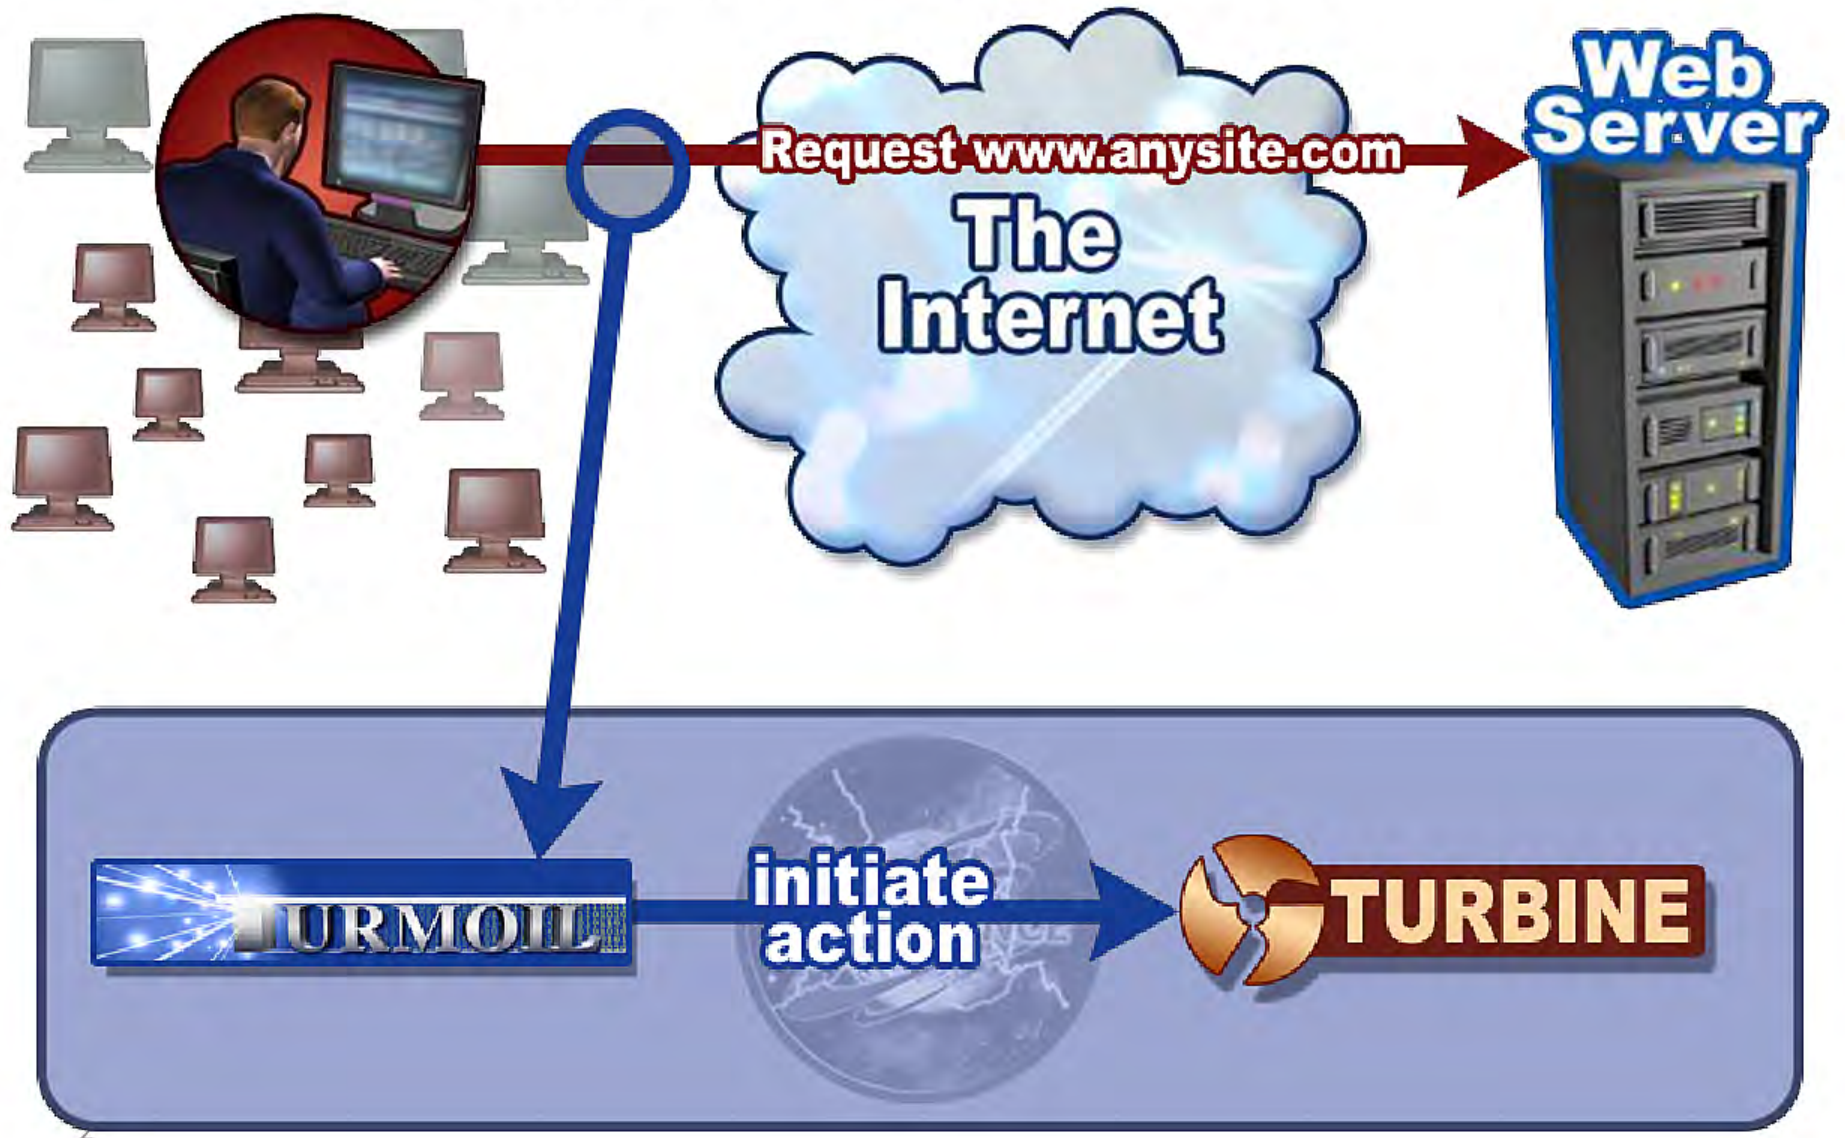 Web
Server
Request www.anysite.com
The
Internet
TURMOIL
initiate
action
TURBINE